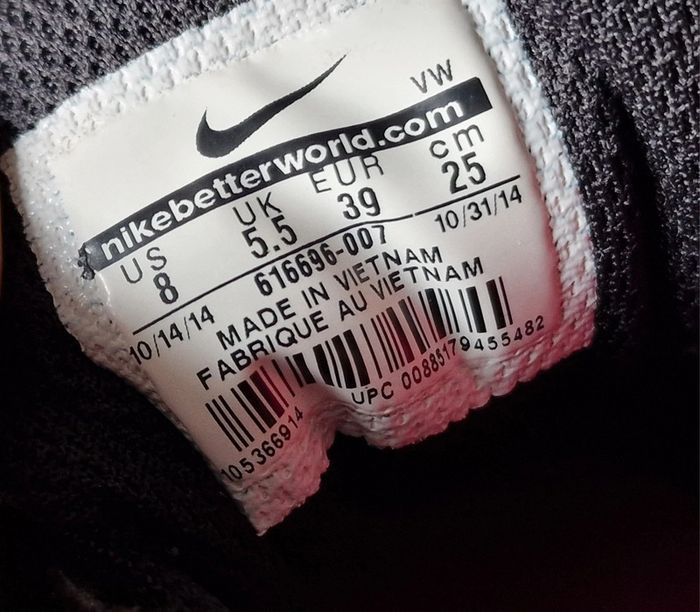 VW
nikebetterworld.com
US UK EUR cm
8 5.5 39 25
10/14/14 616696-007 10/31/14
MADE IN VIETNAM
FABRIQUE AU VIETNAM
UPC 00885179455482
105366914